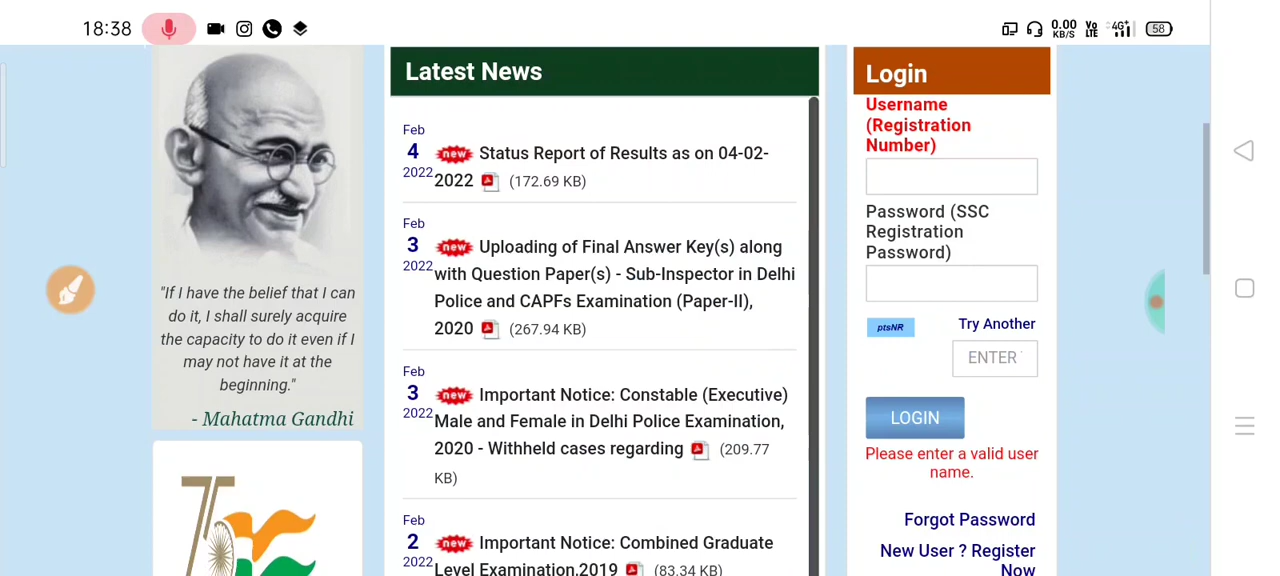 18:38
0.00
KB/S
Vo
LTE
4G+
58
"If I have the belief that I can
do it, I shall surely acquire
the capacity to do it even if I
may not have it at the
beginning."
- Mahatma Gandhi
75
Latest News
Feb
4
2022
new Status Report of Results as on 04-02-
2022 (172.69 KB)
Feb
3
2022
new Uploading of Final Answer Key(s) along
with Question Paper(s) - Sub-Inspector in Delhi
Police and CAPFs Examination (Paper-II),
2020 (267.94 KB)
Feb
3
2022
new Important Notice: Constable (Executive)
Male and Female in Delhi Police Examination,
2020 - Withheld cases regarding (209.77
KB)
Feb
2
2022
new Important Notice: Combined Graduate
Level Examination,2019 (83.34 KB)
Login
Username
(Registration
Number)
Password (SSC
Registration
Password)
ptsNR
Try Another
ENTER
LOGIN
Please enter a valid user
name.
Forgot Password
New User ? Register
Now